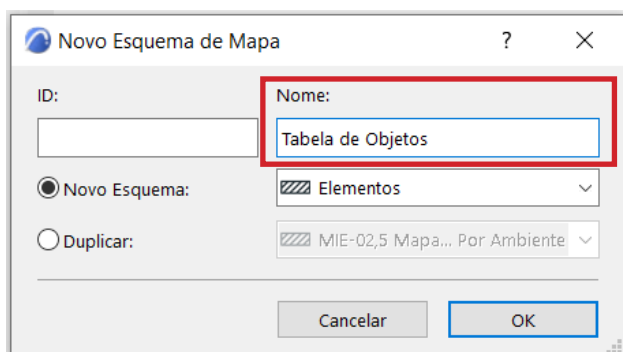 Novo Esquema de Mapa ?
ID: Nome:
Tabela de Objetos
Novo Esquema: Elementos
Duplicar: MIE-02,5 Mapa... Por Ambiente
Cancelar OK